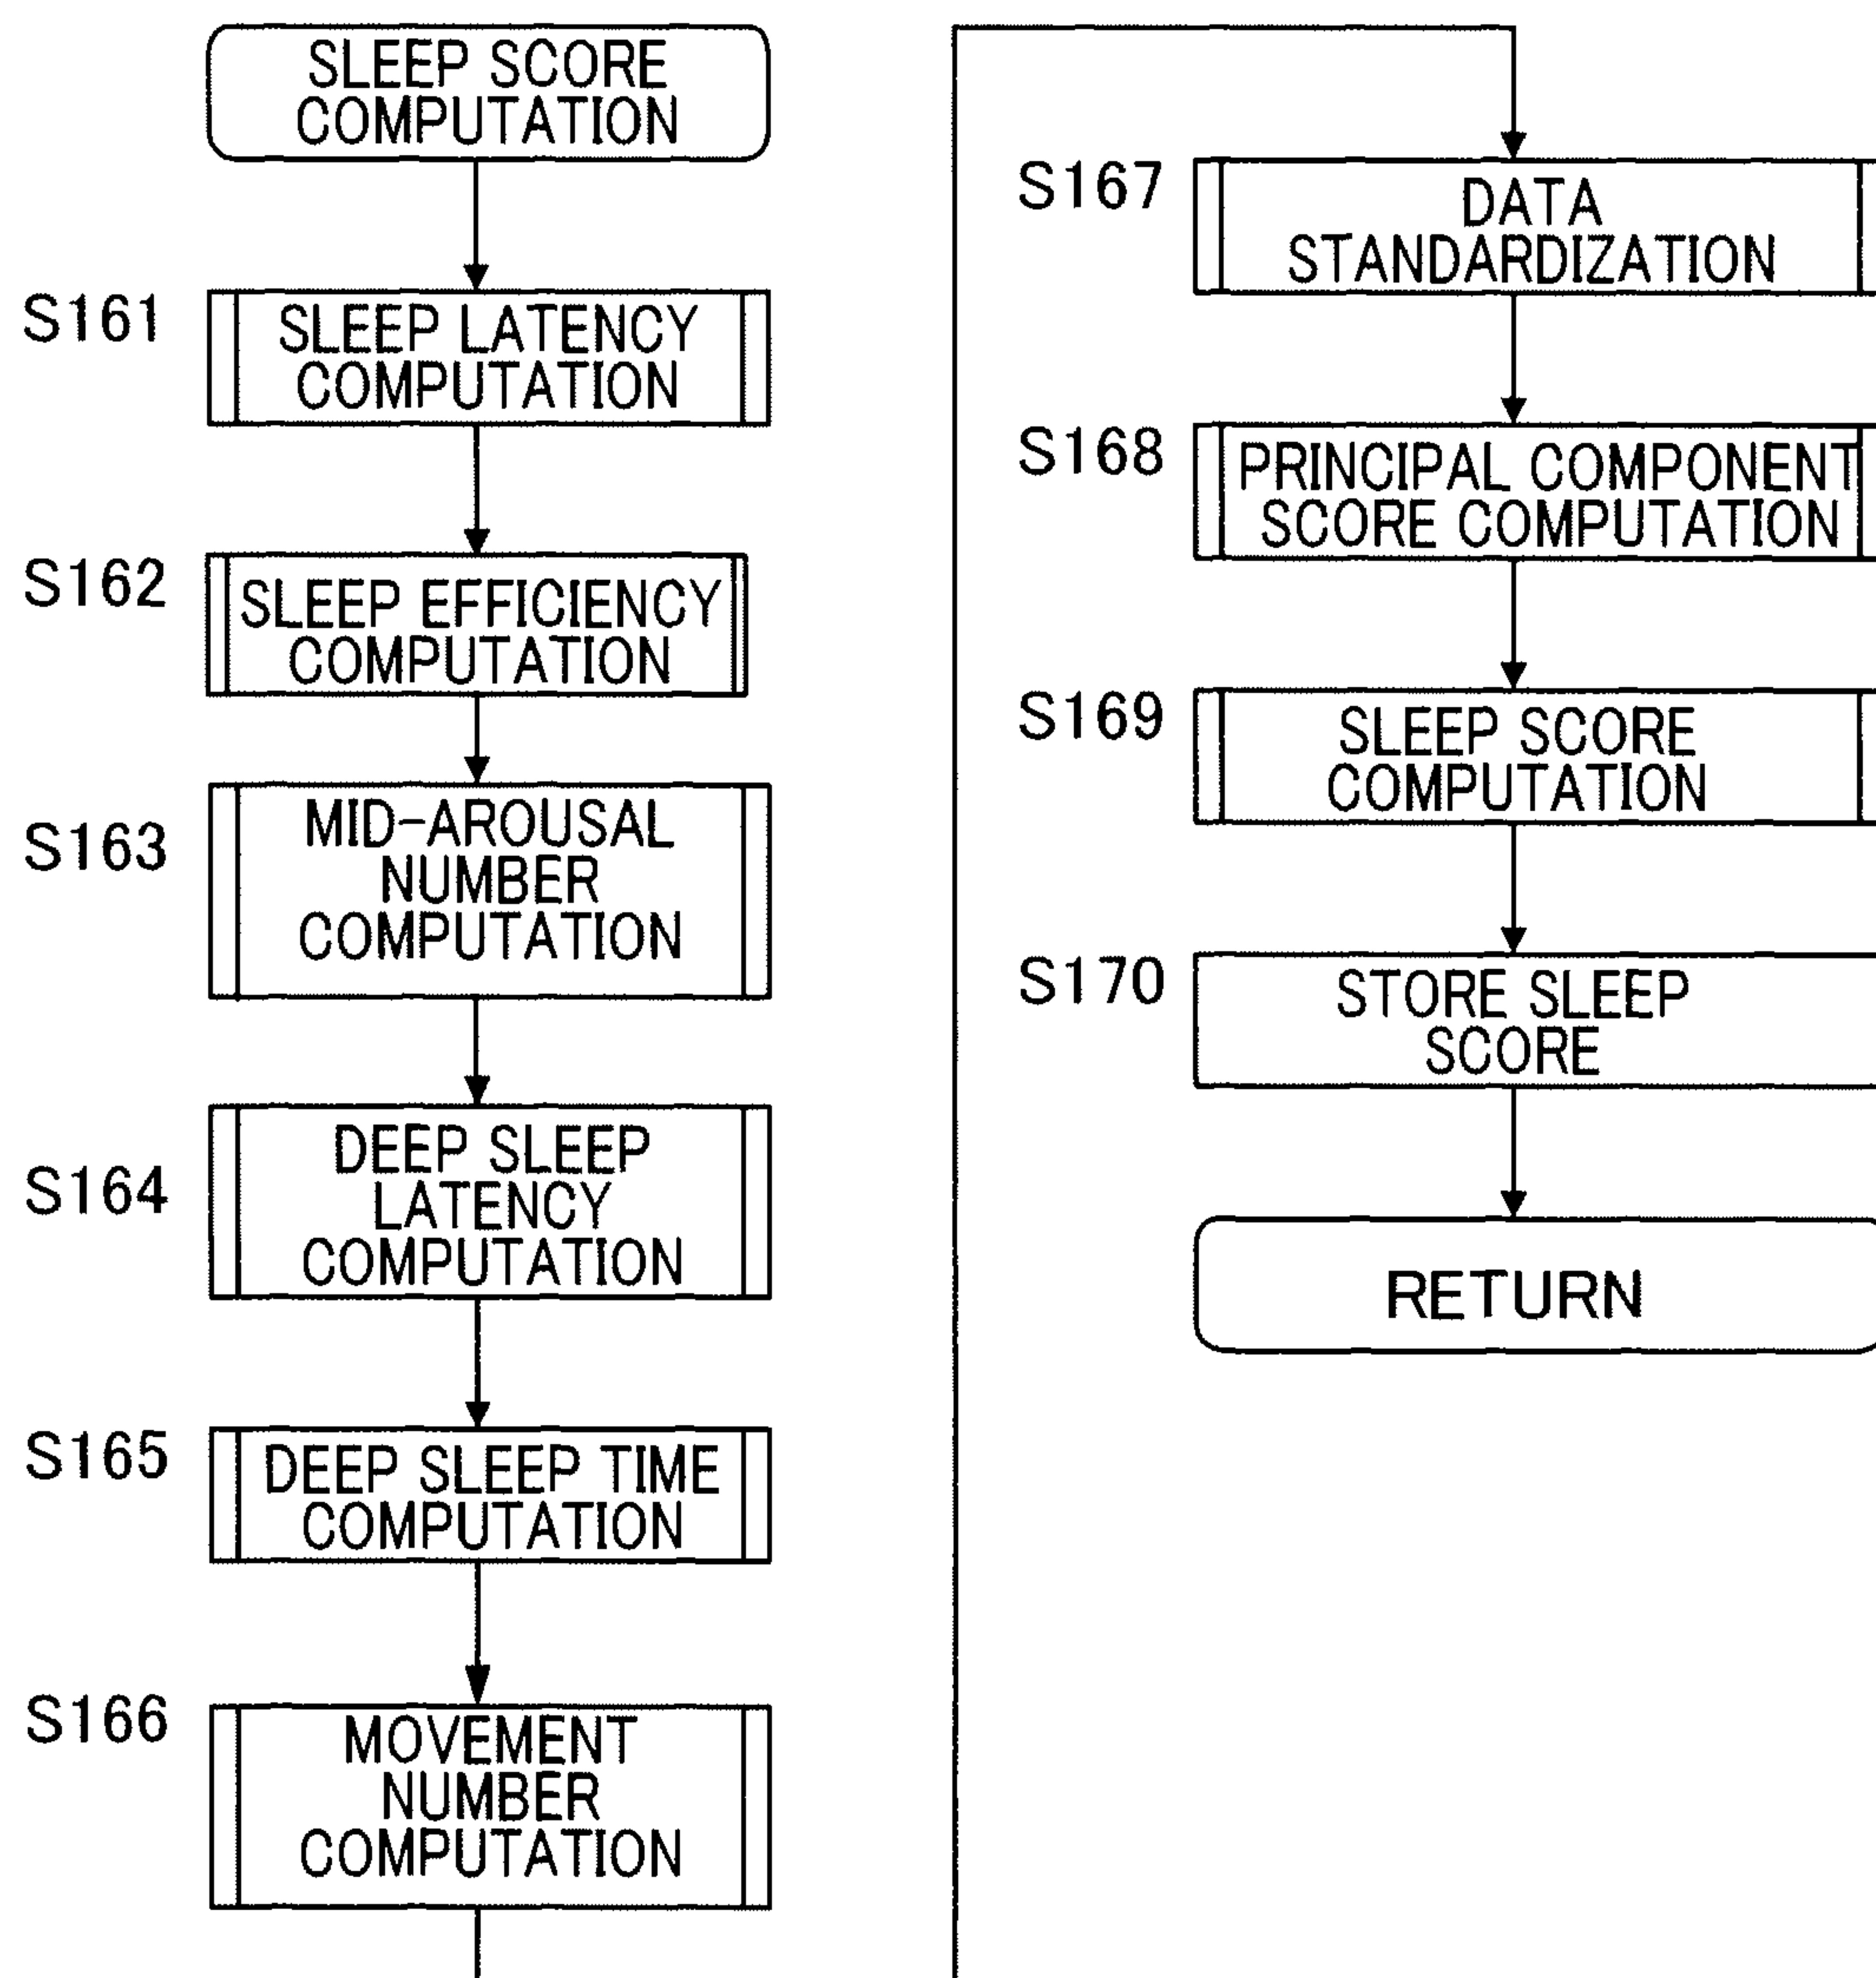 SLEEP SCORE
COMPUTATION
S161
SLEEP LATENCY
COMPUTATION
S162
SLEEP EFFICIENCY
COMPUTATION
S163
MID-AROUSAL
NUMBER
COMPUTATION
S164
DEEP SLEEP
LATENCY
COMPUTATION
S165
DEEP SLEEP TIME
COMPUTATION
S166
MOVEMENT
NUMBER
COMPUTATION
S167
DATA
STANDARDIZATION
S168
PRINCIPAL COMPONENT
SCORE COMPUTATION
S169
SLEEP SCORE
COMPUTATION
S170
STORE SLEEP
SCORE
RETURN